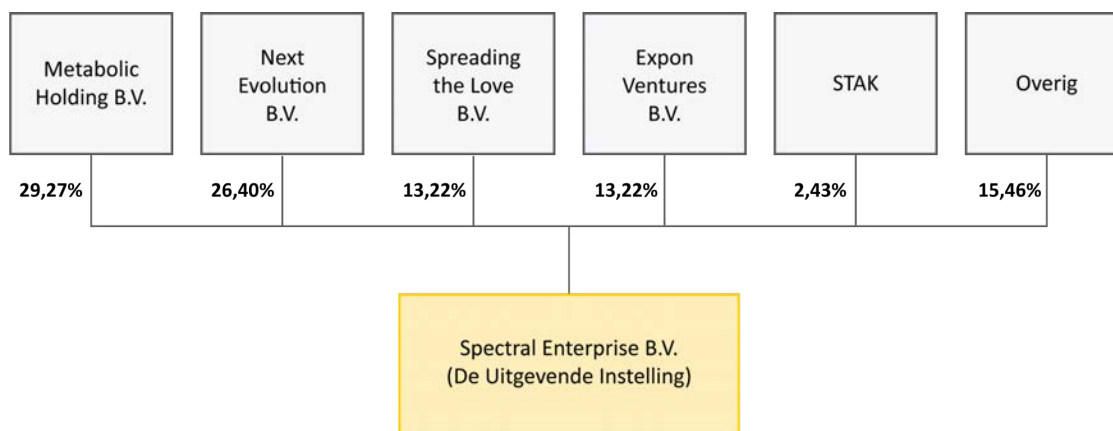 Metabolic
Holding B.V.
Next
Evolution
B.V.
Spreading
the Love
B.V.
Expon
Ventures
B.V.
STAK
Overig
29,27%
26,40%
13,22%
13,22%
2,43%
15,46%
Spectral Enterprise B.V.
(De Uitgevende Instelling)